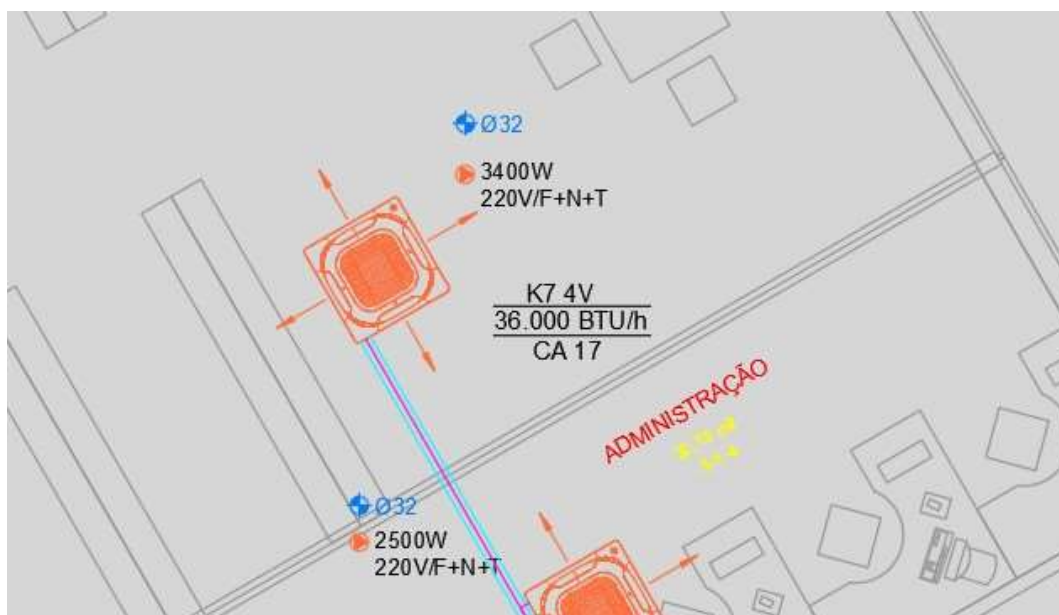 Ø32
3400W
220V/F+N+T
K7 4V
36.000 BTU/h
CA 17
ADMINISTRAÇÃO
Ø32
2500W
220V/F+N+T